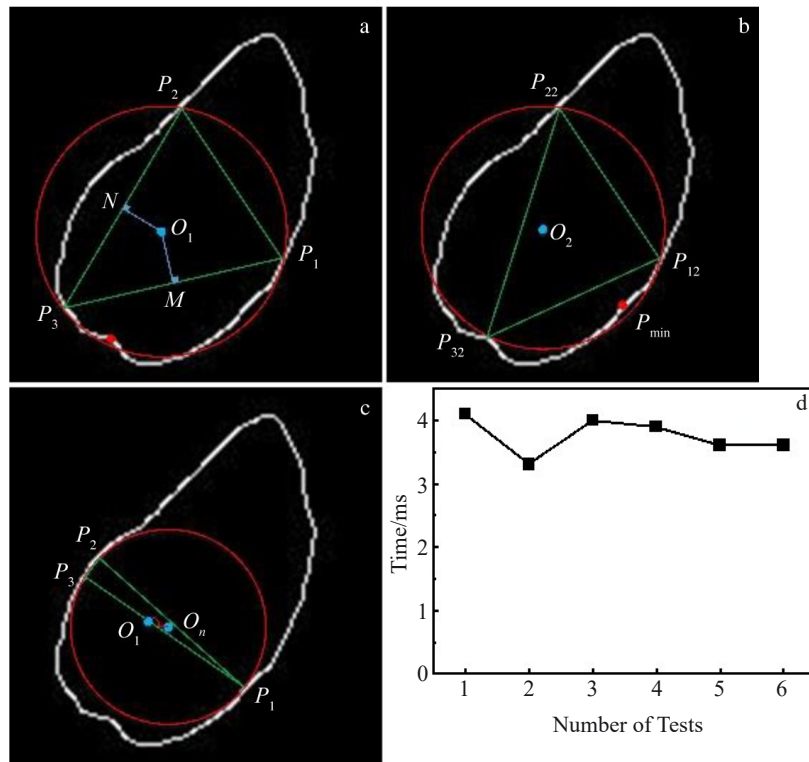 a
P2
N
O1
P1
M
P3
b
P22
O2
P12
Pmin
P32
c
P2
P3
O1
On
P1
d
4
3
2
1
0
Time/ms
1 2 3 4 5 6
Number of Tests